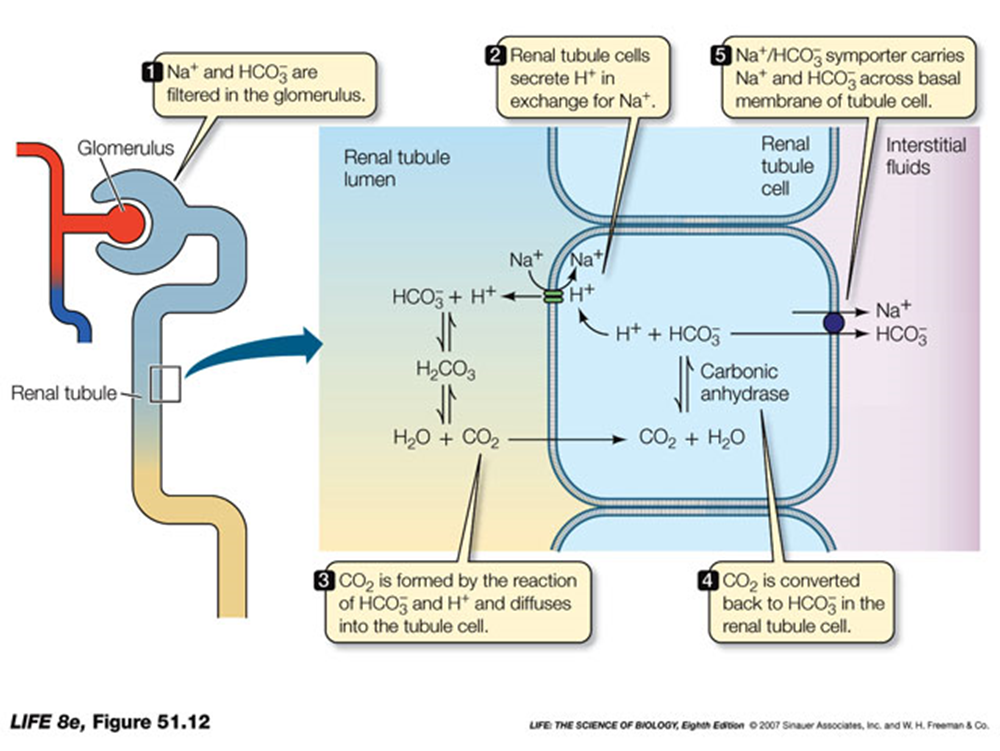 1 Na⁺ and HCO₃⁻ are
filtered in the glomerulus.
2 Renal tubule cells
secrete H⁺ in
exchange for Na⁺.
5 Na⁺/HCO₃⁻ symporter carries
Na⁺ and HCO₃⁻ across basal
membrane of tubule cell.
Glomerulus
Renal tubule
lumen
Renal
tubule
cell
Interstitial
fluids
Na⁺ Na⁺
HCO₃⁻ + H⁺ H⁺
Na⁺
H⁺ + HCO₃⁻ HCO₃⁻
H₂CO₃
Carbonic
anhydrase
Renal tubule
H₂O + CO₂ CO₂ + H₂O
3 CO₂ is formed by the reaction
of HCO₃⁻ and H⁺ and diffuses
into the tubule cell.
4 CO₂ is converted
back to HCO₃⁻ in the
renal tubule cell.
LIFE 8e, Figure 51.12
LIFE: THE SCIENCE OF BIOLOGY, Eighth Edition © 2007 Sinauer Associates, Inc. and W. H. Freeman & Co.